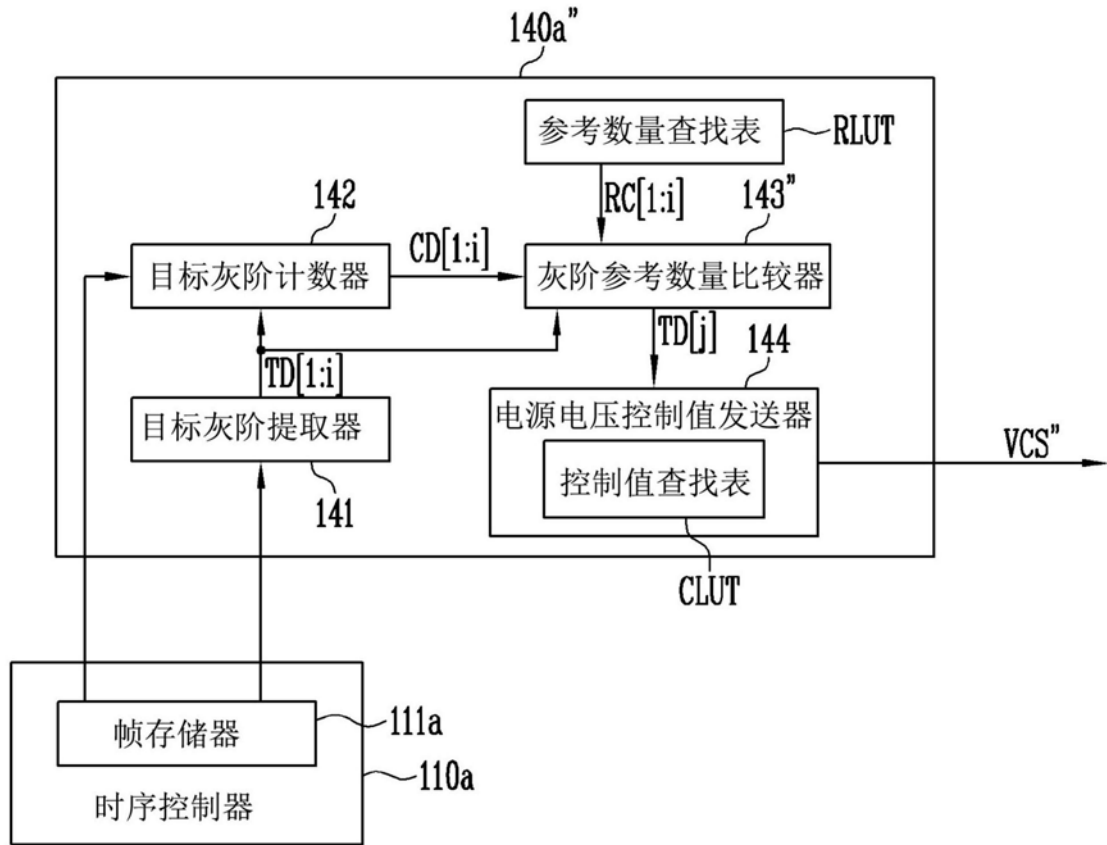 140a”
参考数量查找表
RLUT
RC[1:i]
143”
142
CD[1:i]
目标灰阶计数器
灰阶参考数量比较器
TD[j]
144
TD[1:i]
目标灰阶提取器
电源电压控制值发送器
VCS”
控制值查找表
141
CLUT
帧存储器
111a
110a
时序控制器